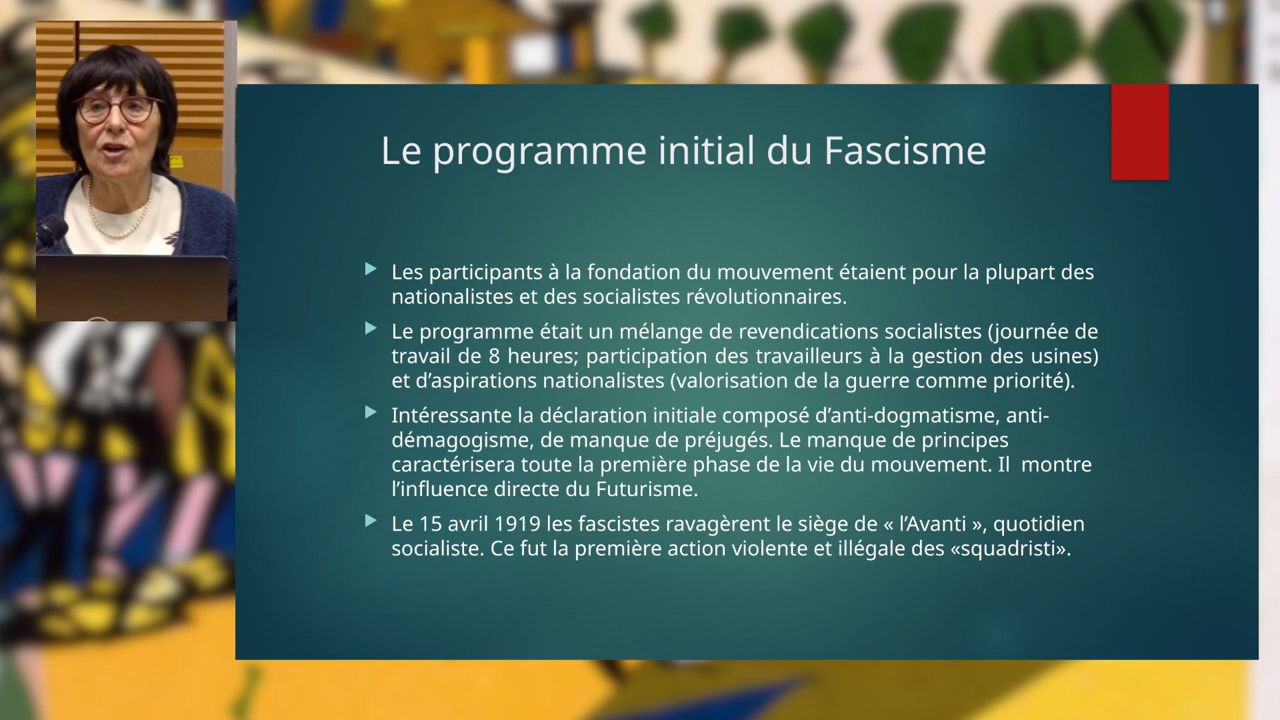 Le programme initial du Fascisme
Les participants à la fondation du mouvement étaient pour la plupart des
nationalistes et des socialistes révolutionnaires.
Le programme était un mélange de revendications socialistes (journée de
travail de 8 heures; participation des travailleurs à la gestion des usines)
et d’aspirations nationalistes (valorisation de la guerre comme priorité).
Intéressante la déclaration initiale composé d’anti-dogmatisme, anti-
démagogisme, de manque de préjugés. Le manque de principes
caractérisera toute la première phase de la vie du mouvement. Il  montre
l’influence directe du Futurisme.
Le 15 avril 1919 les fascistes ravagèrent le siège de « l’Avanti », quotidien
socialiste. Ce fut la première action violente et illégale des «squadristi».